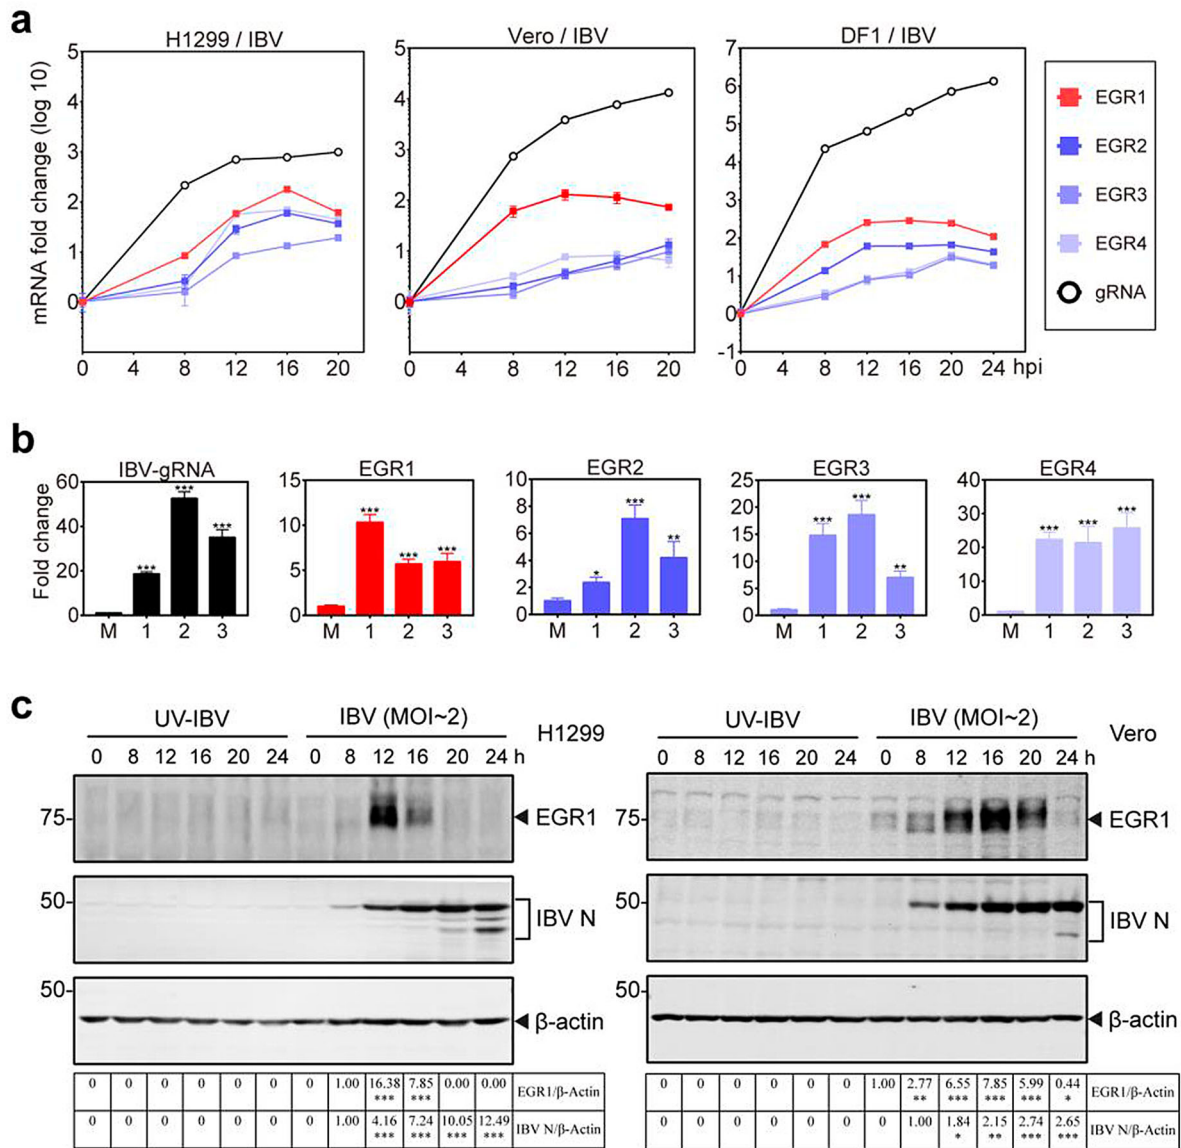 a
H1299 / IBV
Vero / IBV
DF1 / IBV
mRNA fold change (log 10)
5
4
3
2
1
0
0 4 8 12 16 20
5
4
3
2
1
0
0 4 8 12 16 20
7
6
5
4
3
2
1
0
-1
0 4 8 12 16 20 24 hpi
EGR1
EGR2
EGR3
EGR4
gRNA
b
IBV-gRNA
Fold change
60
40
20
0
*** *** ***
M 1 2 3
EGR1
15
10
5
0
*** *** ***
M 1 2 3
EGR2
10
8
6
4
2
0
* *** **
M 1 2 3
EGR3
25
20
15
10
5
0
*** *** **
M 1 2 3
EGR4
40
30
20
10
0
*** *** ***
M 1 2 3
c
UV-IBV IBV (MOI~2) H1299
0 8 12 16 20 24 0 8 12 16 20 24 h
75 EGR1
50 IBV N
50 β-actin
0 0 0 0 0 0 0 1.00 16.38 7.85 0.00 0.00 EGR1/β-Actin
*** ***
0 0 0 0 0 0 0 1.00 4.16 7.24 10.05 12.49 IBV N/β-Actin
*** *** *** ***
UV-IBV IBV (MOI~2) Vero
0 8 12 16 20 24 0 8 12 16 20 24 h
75 EGR1
50 IBV N
50 β-actin
0 0 0 0 0 0 1.00 2.77 6.55 7.85 5.99 0.44 EGR1/β-Actin
** *** *** *** *
0 0 0 0 0 0 0 1.00 1.84 2.15 2.74 2.65 IBV N/β-Actin
* ** *** ***